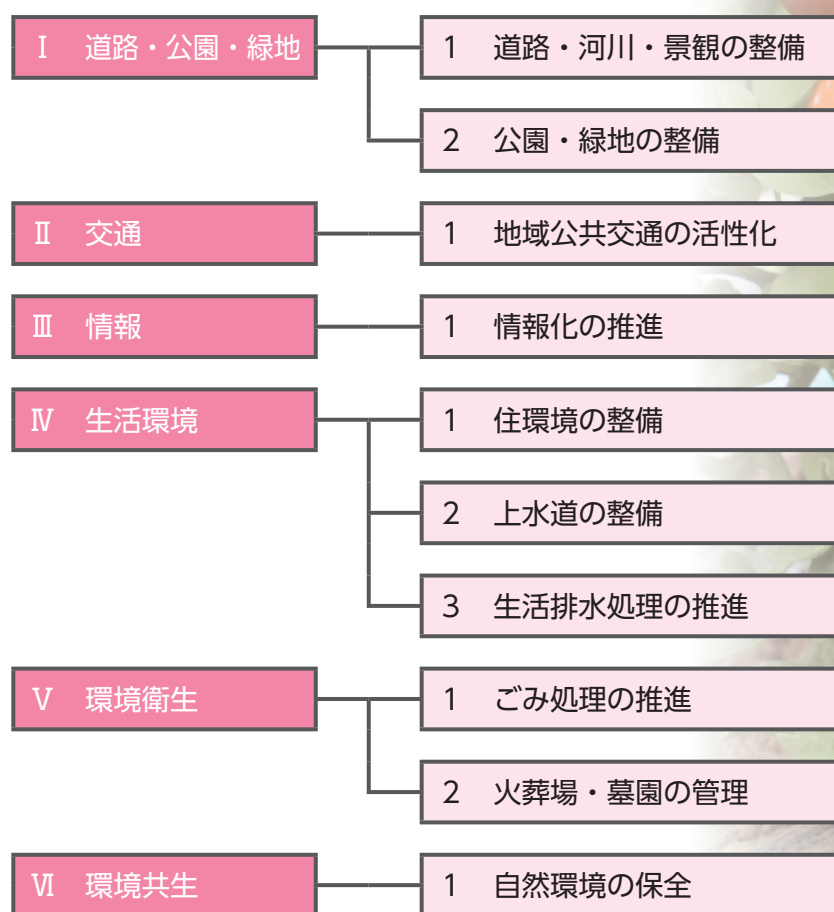 Ⅰ 道路・公園・緑地
1 道路・河川・景観の整備
2 公園・緑地の整備
Ⅱ 交通
1 地域公共交通の活性化
Ⅲ 情報
1 情報化の推進
Ⅳ 生活環境
1 住環境の整備
2 上水道の整備
3 生活排水処理の推進
Ⅴ 環境衛生
1 ごみ処理の推進
2 火葬場・墓園の管理
Ⅵ 環境共生
1 自然環境の保全